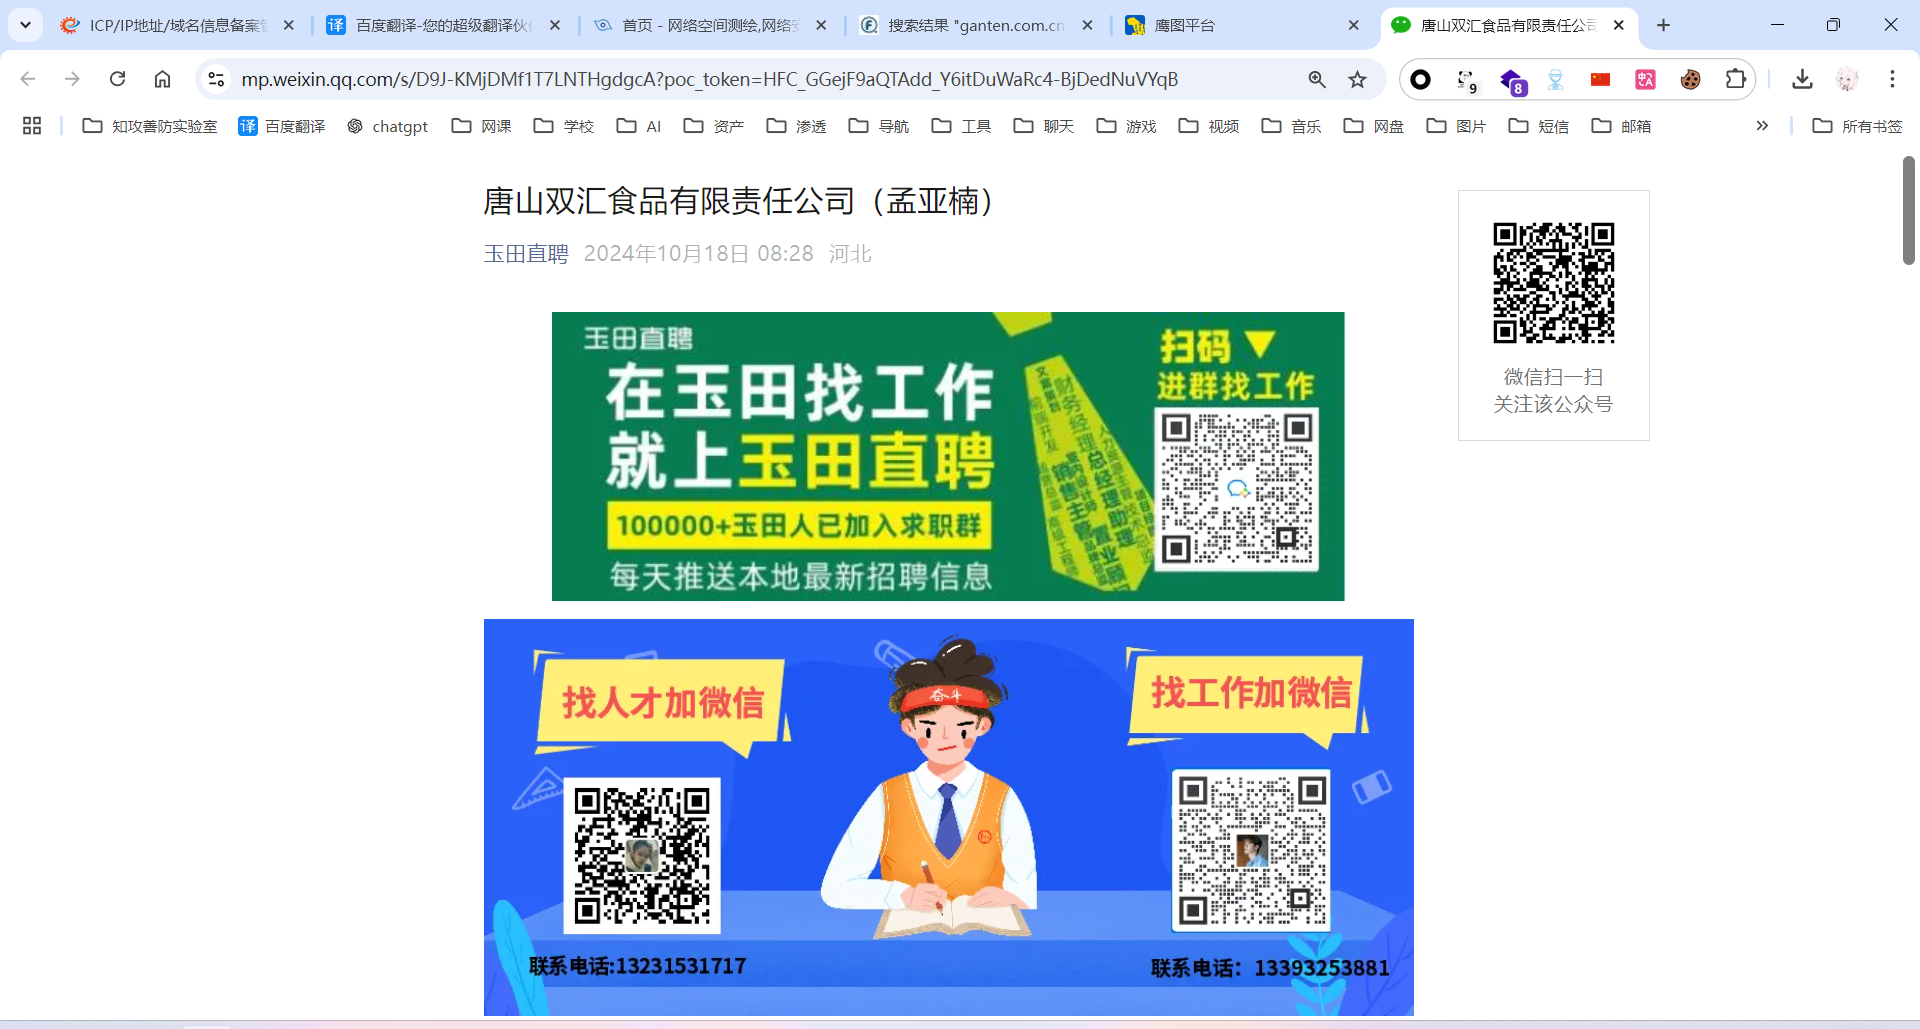 ICP/IP地址/域名信息备案管
百度翻译-您的超级翻译伙伴
首页 - 网络空间测绘,网络安
搜索结果 "ganten.com.cn
鹰图平台
唐山双汇食品有限责任公司
mp.weixin.qq.com/s/D9J-KMjDMf1T7LNTHgdgcA?poc_token=HFC_GGejF9aQTAdd_Y6itDuWaRc4-BjDedNuVYqB
9
8
知攻善防实验室
译 百度翻译
chatgpt
网课
学校
AI
资产
渗透
导航
工具
聊天
游戏
视频
音乐
网盘
图片
短信
邮箱
所有书签
唐山双汇食品有限责任公司（孟亚楠）
玉田直聘 2024年10月18日 08:28 河北
微信扫一扫
关注该公众号
玉田直聘
在玉田找工作
就上玉田直聘
100000+玉田人已加入求职群
每天推送本地最新招聘信息
扫码
进群找工作
财务经理
总经理助理
销售主管
置业顾问
找人才加微信
奋斗
找工作加微信
联系电话:13231531717
联系电话：13393253881